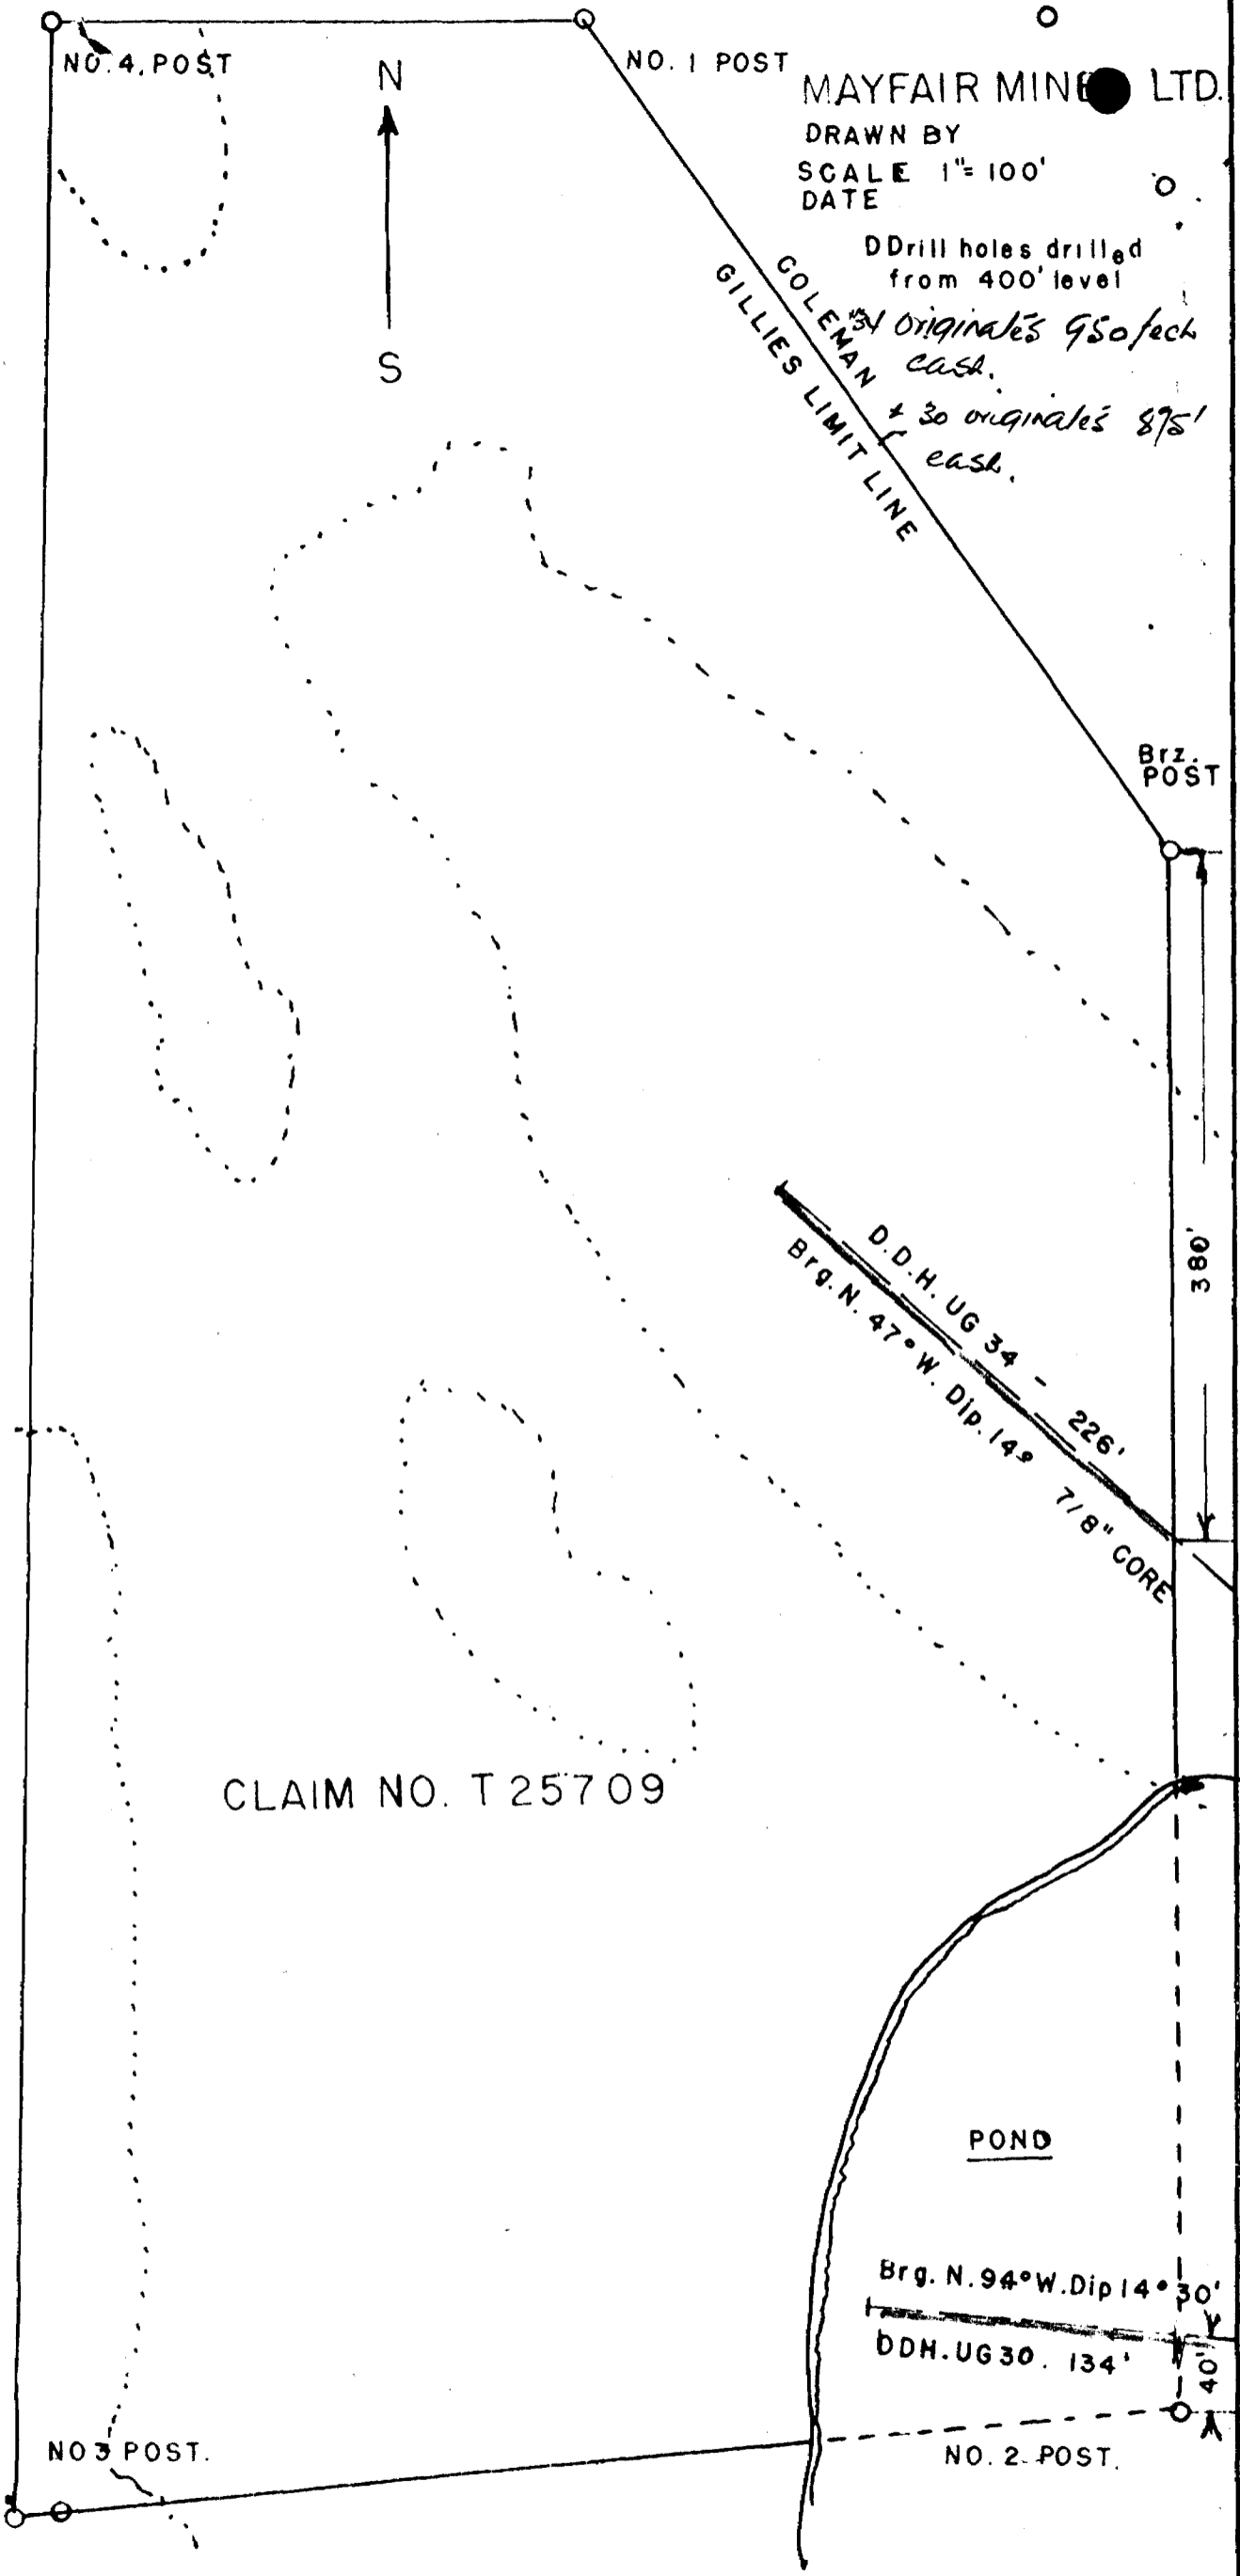 NO. 4. POST
N
S
NO. 1 POST
MAYFAIR MINE LTD.
DRAWN BY
SCALE 1"= 100'
DATE
DDrill holes drilled
from 400' level
#34 originates 950
COLEMAN
GILLIES LIMIT LINE
30 originates 875'
Brz.
POST
380'
D.D.H. UG 34 - 226'
Brg. N. 47° W. Dip. 14° 7/8" CORE
CLAIM NO. T 25709
POND
Brg. N. 94° W. Dip 14° 30'
DDH. UG 30. 134'
40'
NO 3 POST.
NO. 2 POST.